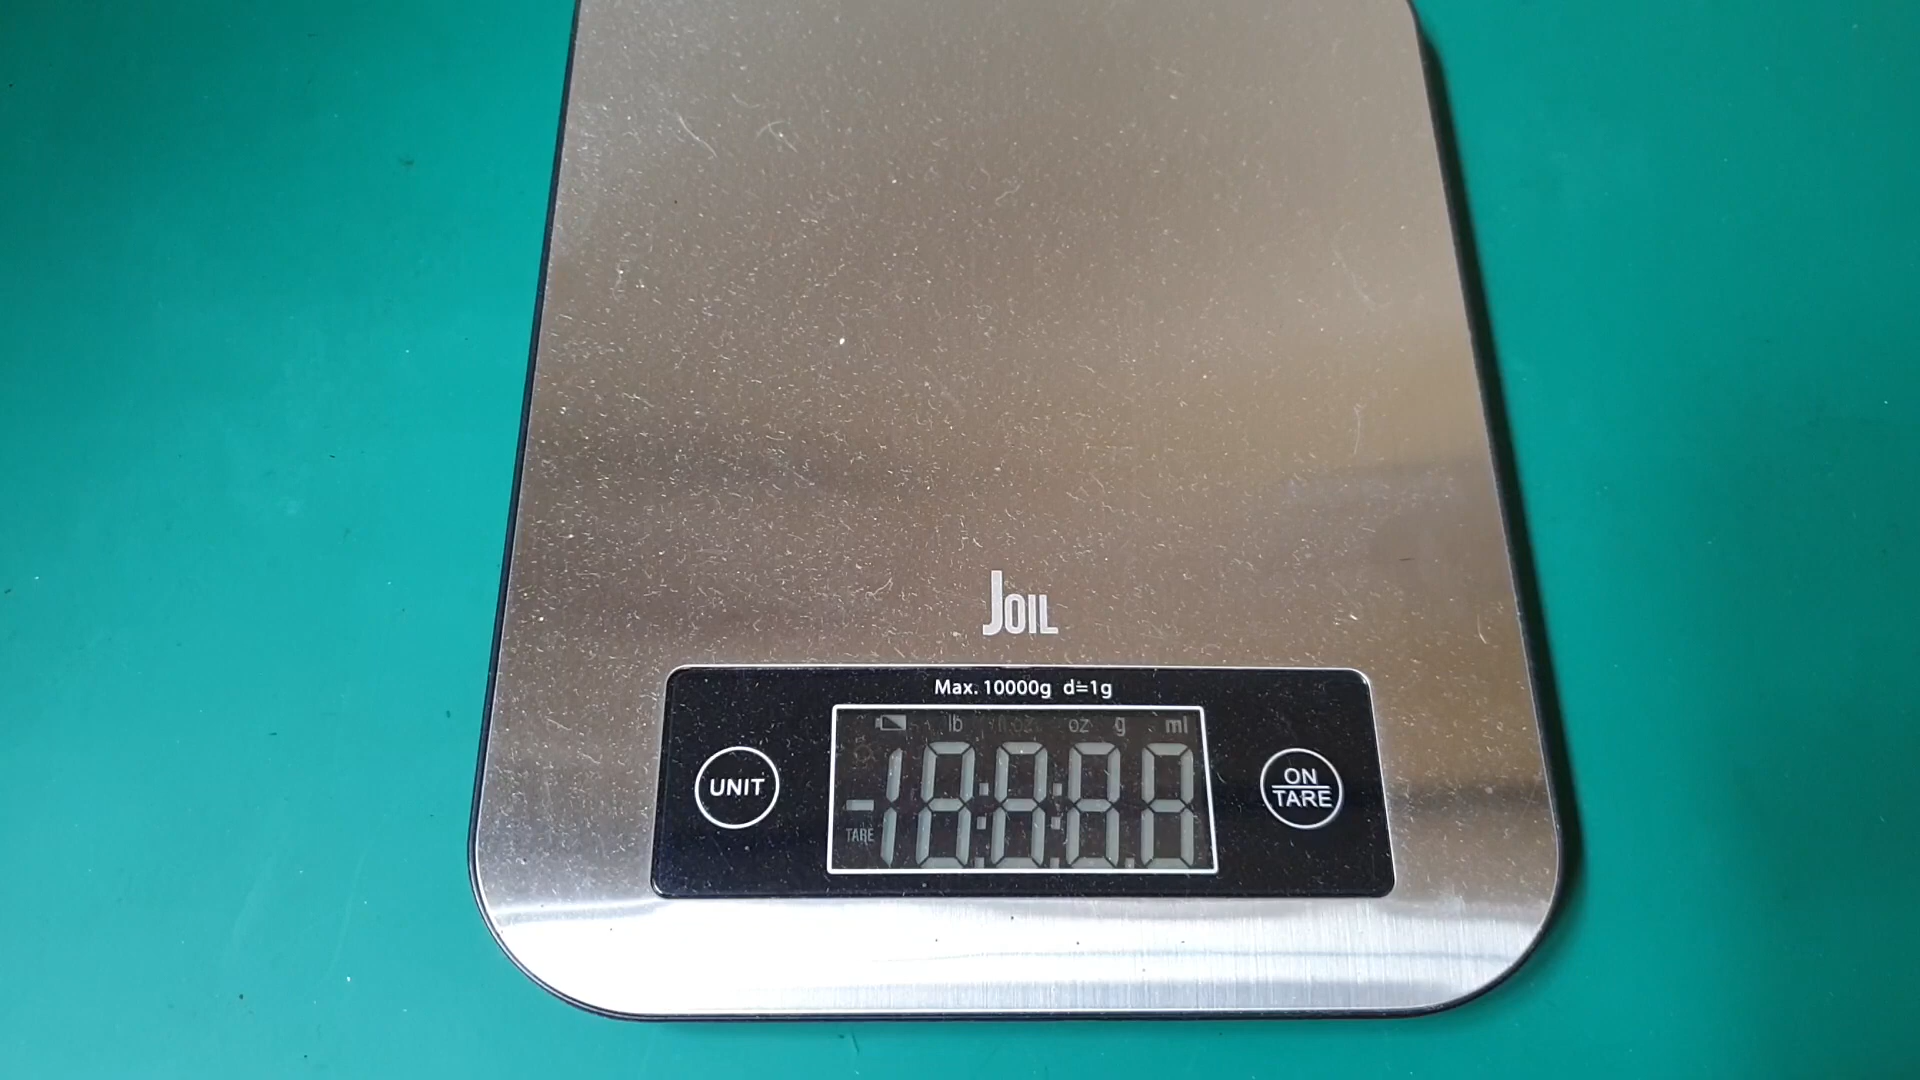 JOIL
Max. 10000g d=1g
lb fl:oz oz g ml
UNIT
-18:8:8.8
ON
TARE
TARE